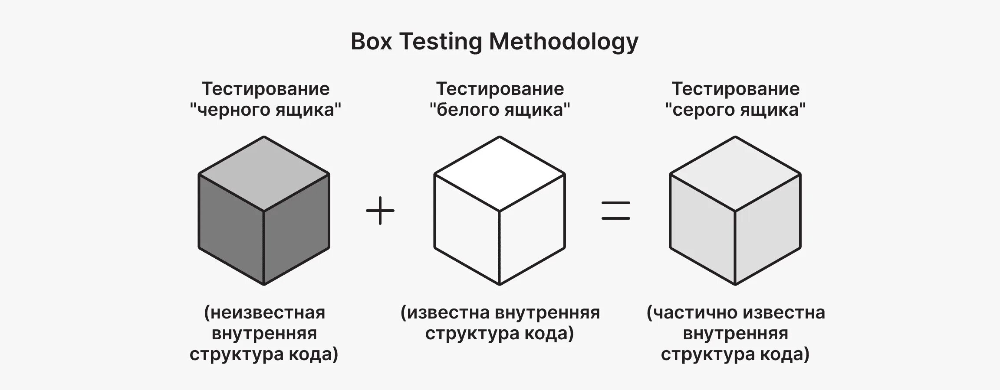 Box Testing Methodology
Тестирование
"черного ящика"
Тестирование
"белого ящика"
Тестирование
"серого ящика"
+
=
(неизвестная
внутренняя
структура кода)
(известна внутренняя
структура кода)
(частично известна
внутренняя
структура кода)